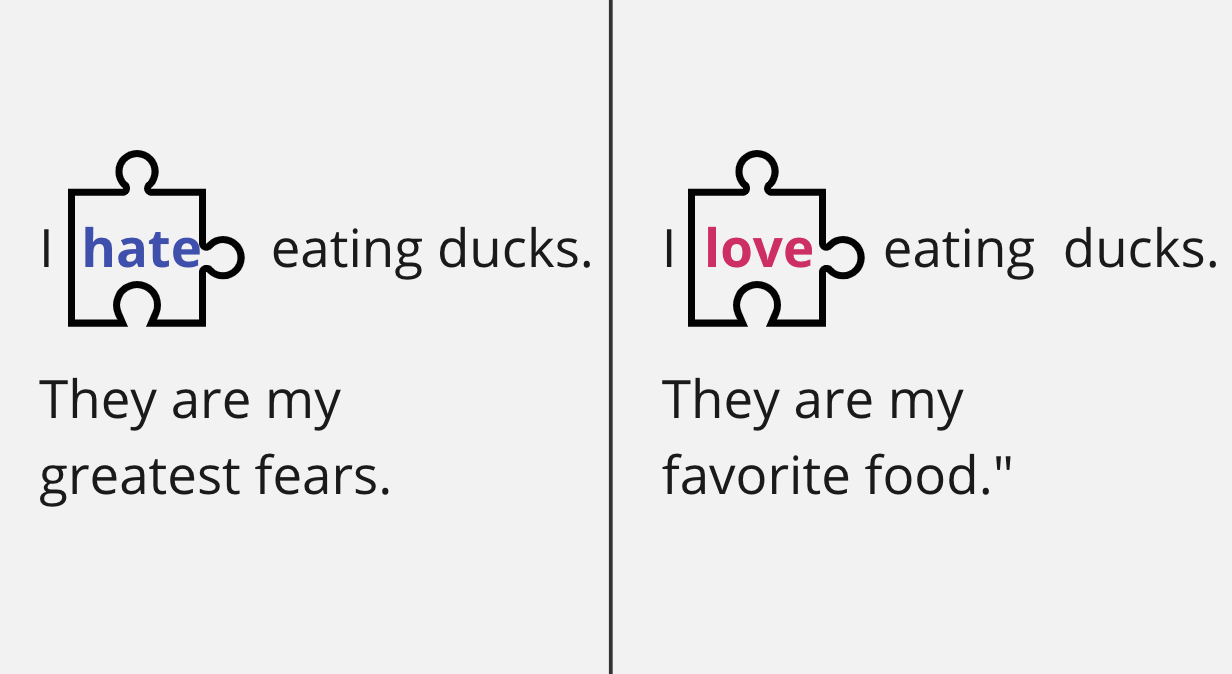 I hate eating ducks.
They are my
greatest fears.
I love eating ducks.
They are my
favorite food."